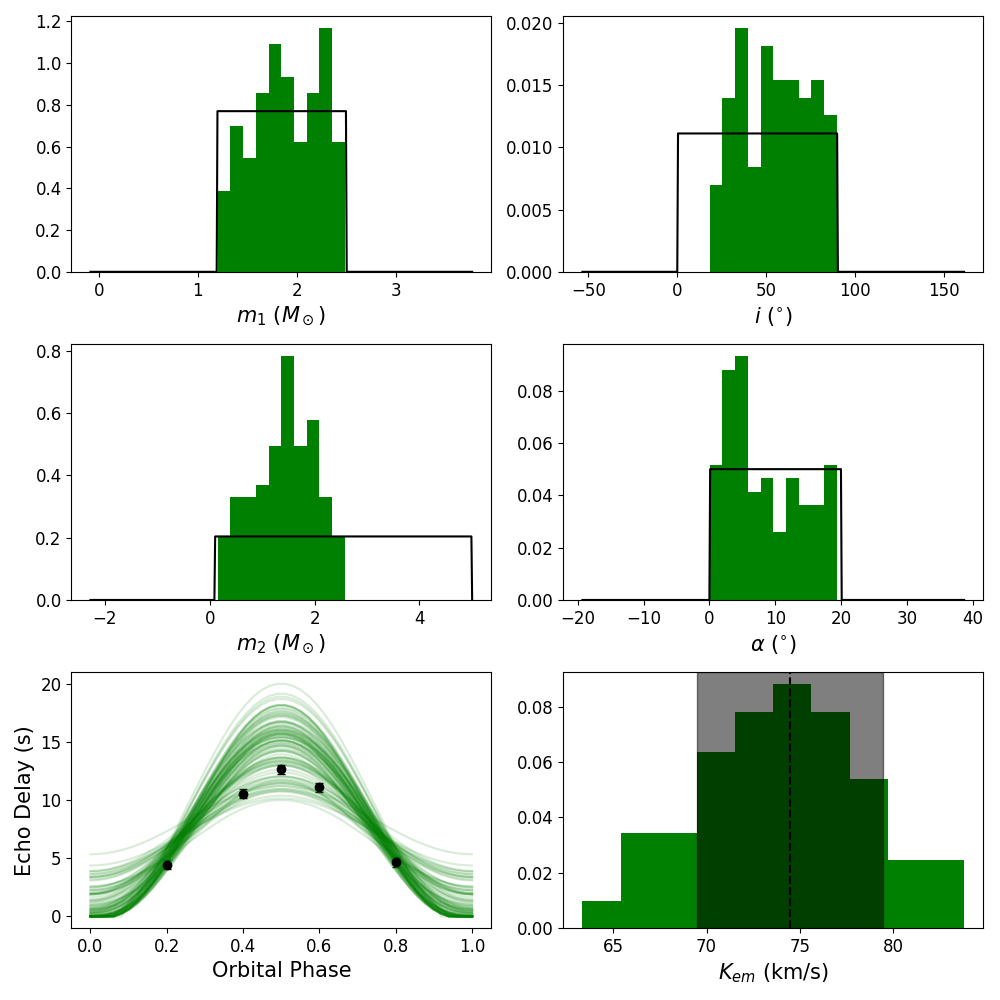 1.2
1.0
0.8
0.6
0.4
0.2
0.0
0 1 2 3
m₁ (M⊙)
0.020
0.015
0.010
0.005
0.000
−50 0 50 100 150
i (°)
0.8
0.6
0.4
0.2
0.0
−2 0 2 4
m₂ (M⊙)
0.08
0.06
0.04
0.02
0.00
−20 −10 0 10 20 30 40
α (°)
20
15
10
5
0
Echo Delay (s)
0.0 0.2 0.4 0.6 0.8 1.0
Orbital Phase
0.08
0.06
0.04
0.02
0.00
65 70 75 80
Kₑₘ (km/s)